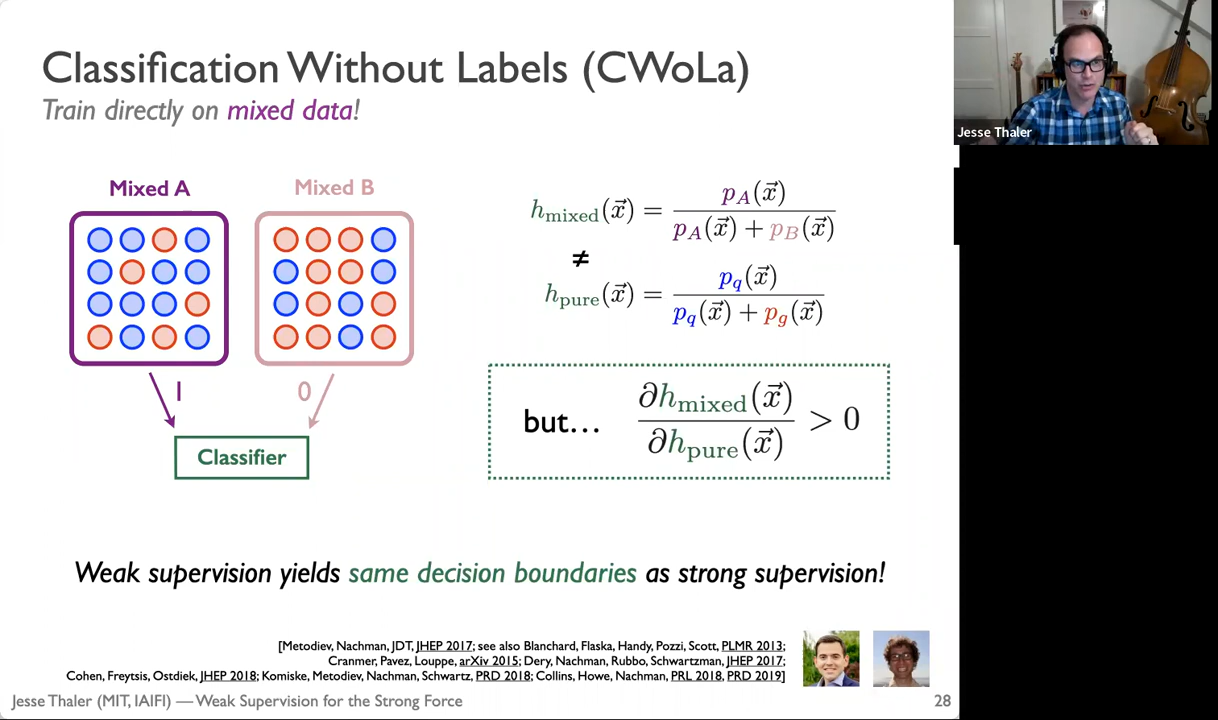 Classification Without Labels (CWoLa)
Train directly on mixed data!
Jesse Thaler
Mixed A
Mixed B
h_mixed(x⃗) = p_A(x⃗) / (p_A(x⃗) + p_B(x⃗))
≠
h_pure(x⃗) = p_q(x⃗) / (p_q(x⃗) + p_g(x⃗))
1 0
but… ∂h_mixed(x⃗) / ∂h_pure(x⃗) > 0
Classifier
Weak supervision yields same decision boundaries as strong supervision!
[Metodiev, Nachman, JDT, JHEP 2017; see also Blanchard, Flaska, Handy, Pozzi, Scott, PLMR 2013;
Cranmer, Pavez, Louppe, arXiv 2015; Dery, Nachman, Rubbo, Schwartzman, JHEP 2017;
Cohen, Freytsis, Ostdiek, JHEP 2018; Komiske, Metodiev, Nachman, Schwartz, PRD 2018; Collins, Howe, Nachman, PRL 2018, PRD 2019]
Jesse Thaler (MIT, IAIFI) — Weak Supervision for the Strong Force
28